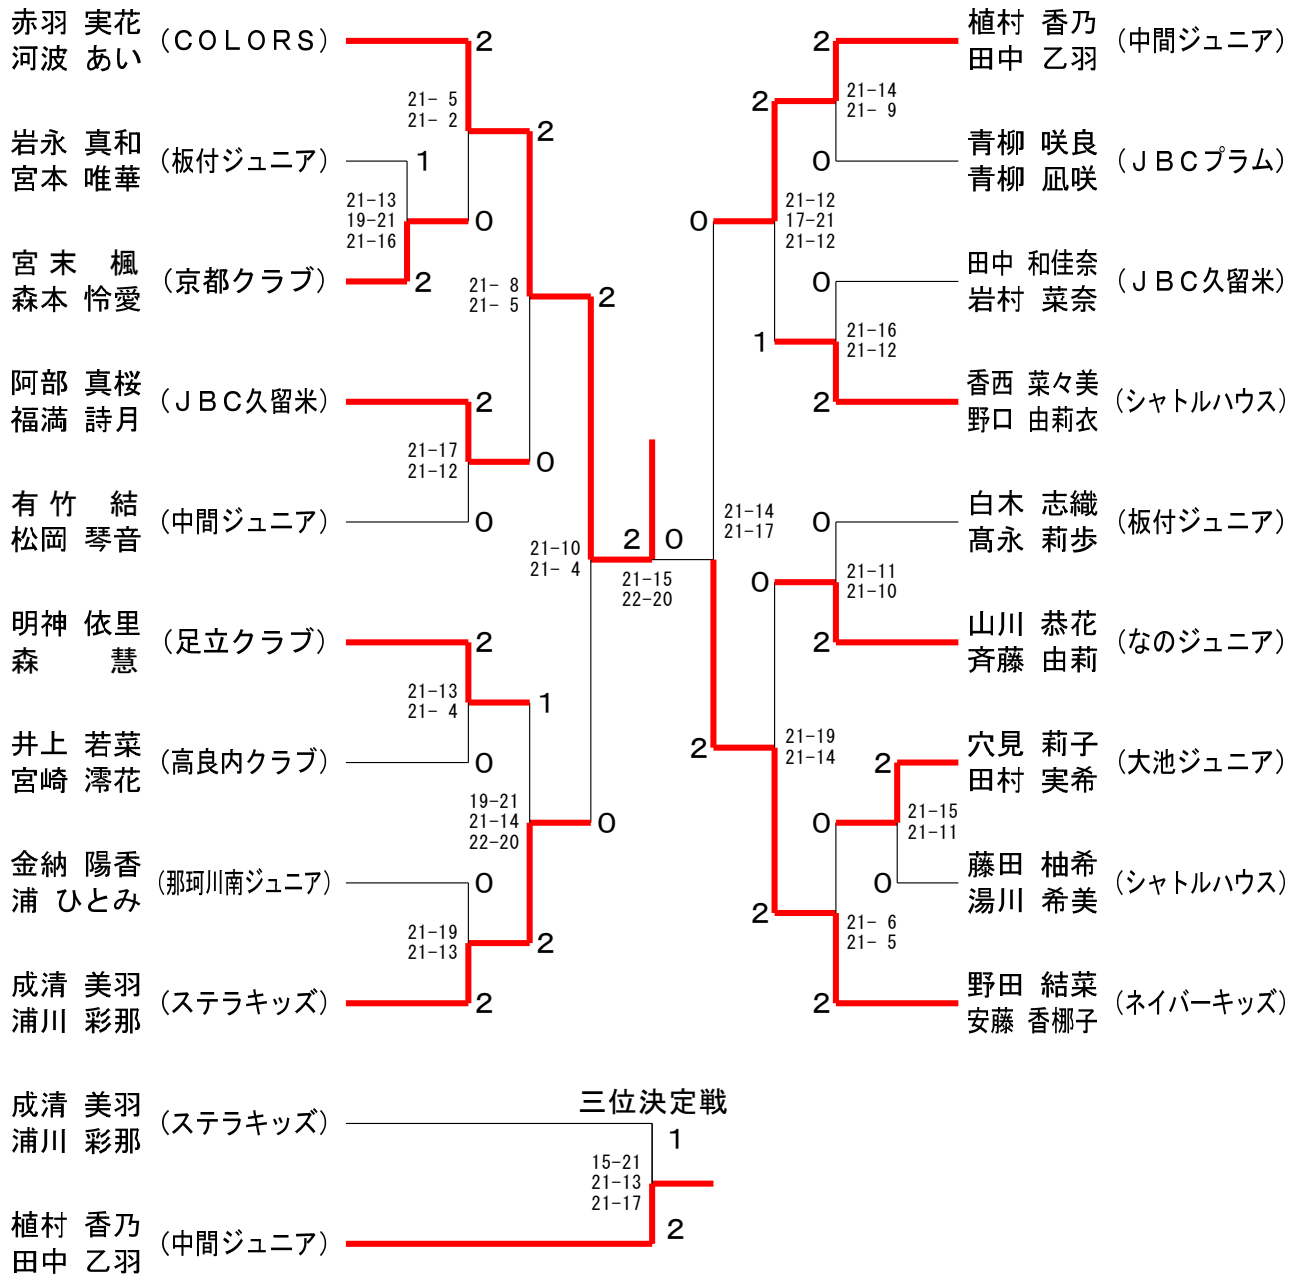 赤羽 実花
河波 あい
（ＣＯＬＯＲＳ）
2
21- 5
21- 2
2
岩永 真和
宮本 唯華
（板付ジュニア）
1
21-13
19-21
21-16
0
宮末 楓
森本 怜愛
（京都クラブ）
2
21- 8
21- 5
2
阿部 真桜
福満 詩月
（ＪＢＣ久留米）
2
21-17
21-12
0
有竹 結
松岡 琴音
（中間ジュニア）
0
21-10
21- 4
2
0
21-15
22-20
明神 依里
森 慧
（足立クラブ）
2
21-13
21- 4
1
井上 若菜
宮崎 澪花
（高良内クラブ）
0
19-21
21-14
22-20
0
金納 陽香
浦 ひとみ
（那珂川南ジュニア）
0
21-19
21-13
2
成清 美羽
浦川 彩那
（ステラキッズ）
2
植村 香乃
田中 乙羽
（中間ジュニア）
2
21-14
21- 9
2
青柳 咲良
青柳 凪咲
（ＪＢＣプラム）
0
21-12
17-21
21-12
0
田中 和佳奈
岩村 菜奈
（ＪＢＣ久留米）
0
21-16
21-12
1
香西 菜々美
野口 由莉衣
（シャトルハウス）
2
21-14
21-17
白木 志織
髙永 莉歩
（板付ジュニア）
0
21-11
21-10
0
山川 恭花
斉藤 由莉
（なのジュニア）
2
21-19
21-14
2
穴見 莉子
田村 実希
（大池ジュニア）
2
21-15
21-11
0
藤田 柚希
湯川 希美
（シャトルハウス）
0
21- 6
21- 5
2
野田 結菜
安藤 香梛子
（ネイバーキッズ）
2
三位決定戦
成清 美羽
浦川 彩那
（ステラキッズ）
1
15-21
21-13
21-17
植村 香乃
田中 乙羽
（中間ジュニア）
2